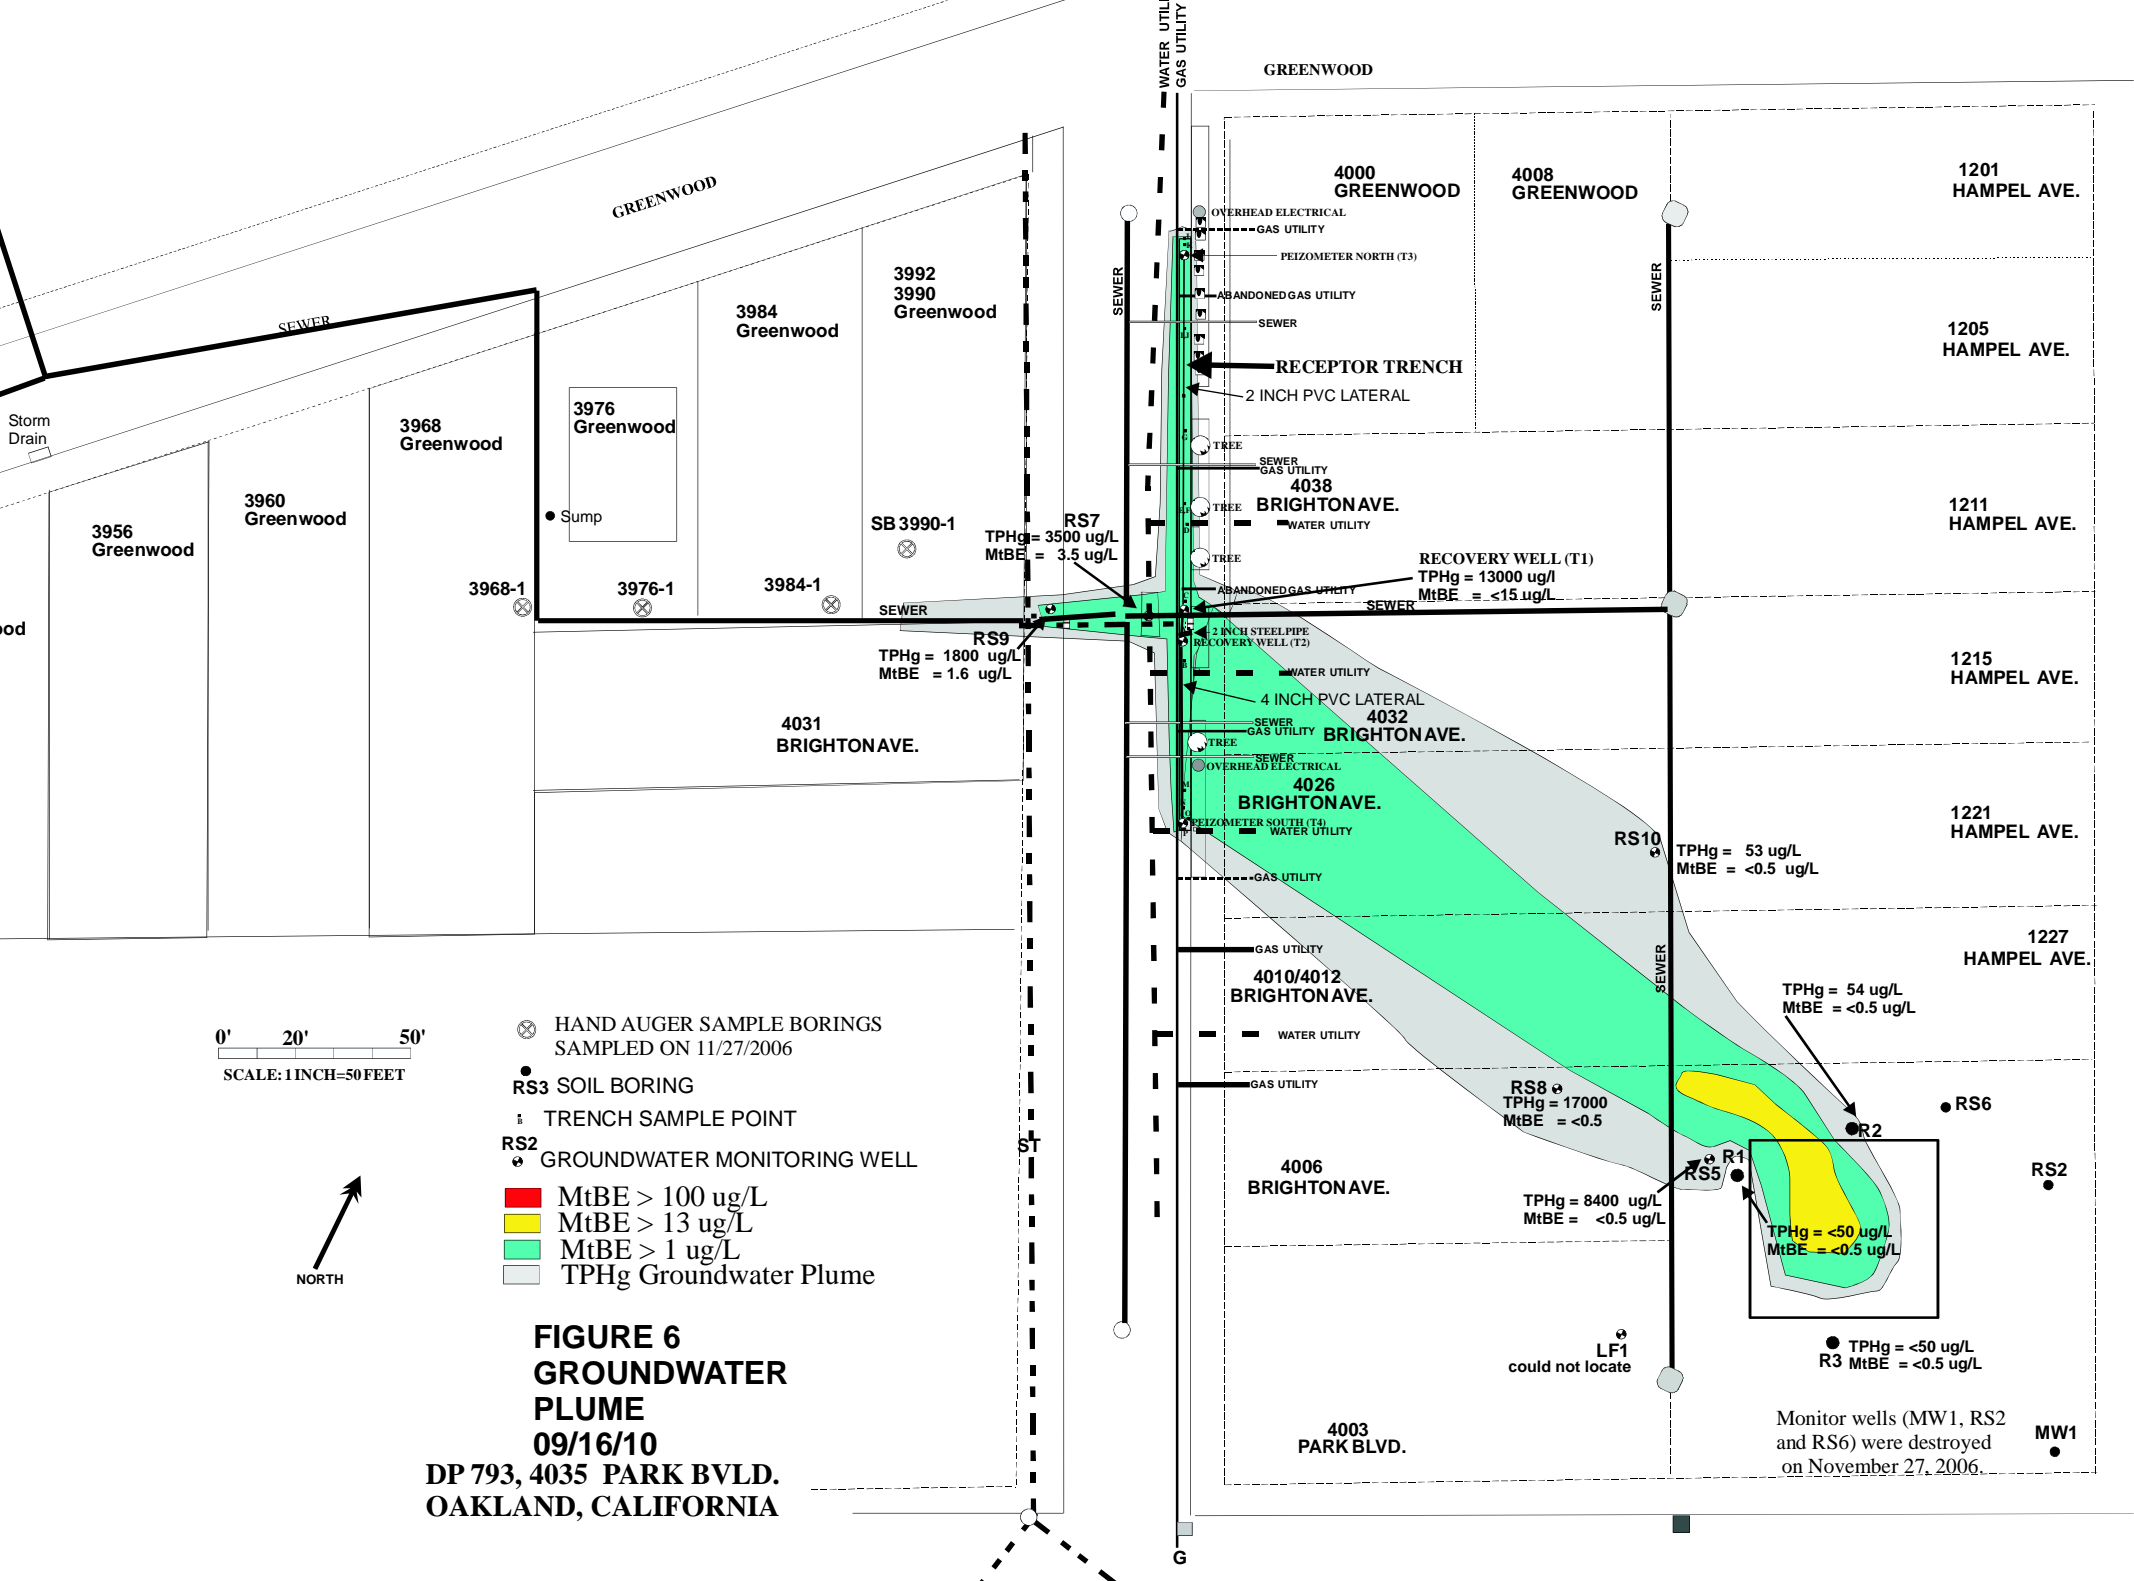 WATER UTILI
GAS UTILITY
GREENWOOD
GREENWOOD
4000
GREENWOOD
4008
GREENWOOD
1201
HAMPEL AVE.
OVERHEAD ELECTRICAL
GAS UTILITY
PEIZOMETER NORTH (T3)
SEWER
SEWER
ABANDONED GAS UTILITY
SEWER
3992
3990
Greenwood
3984
Greenwood
SEWER
1205
HAMPEL AVE.
RECEPTOR TRENCH
2 INCH PVC LATERAL
3976
Greenwood
3968
Greenwood
Storm
Drain
TREE
SEWER
GAS UTILITY
4038
BRIGHTON AVE.
TREE
WATER UTILITY
1211
HAMPEL AVE.
3960
Greenwood
3956
Greenwood
Sump
SB 3990-1
RS7
TPHg = 3500 ug/L
MtBE = 3.5 ug/L
TREE
RECOVERY WELL (T1)
TPHg = 13000 ug/l
MtBE = <15 ug/L
ABANDONED GAS UTILITY
SEWER
3968-1
3976-1
3984-1
SEWER
ood
2 INCH STEEL PIPE
RECOVERY WELL (T2)
RS9
TPHg = 1800 ug/L
MtBE = 1.6 ug/L
WATER UTILITY
1215
HAMPEL AVE.
4 INCH PVC LATERAL
4032
BRIGHTON AVE.
SEWER
GAS UTILITY
TREE
SEWER
OVERHEAD ELECTRICAL
4031
BRIGHTON AVE.
4026
BRIGHTON AVE.
PEIZOMETER SOUTH (T4)
WATER UTILITY
1221
HAMPEL AVE.
RS10
TPHg = 53 ug/L
MtBE = <0.5 ug/L
GAS UTILITY
GAS UTILITY
1227
HAMPEL AVE.
SEWER
4010/4012
BRIGHTON AVE.
TPHg = 54 ug/L
MtBE = <0.5 ug/L
WATER UTILITY
GAS UTILITY
0' 20' 50'
SCALE: 1 INCH=50 FEET
HAND AUGER SAMPLE BORINGS
SAMPLED ON 11/27/2006
RS3 SOIL BORING
B TRENCH SAMPLE POINT
RS2
GROUNDWATER MONITORING WELL
MtBE > 100 ug/L
MtBE > 13 ug/L
MtBE > 1 ug/L
TPHg Groundwater Plume
NORTH
ST
RS8
TPHg = 17000
MtBE = <0.5
RS6
R2
R1
RS5
RS2
4006
BRIGHTON AVE.
TPHg = 8400 ug/L
MtBE = <0.5 ug/L
TPHg = <50 ug/L
MtBE = <0.5 ug/L
LF1
could not locate
R3
TPHg = <50 ug/L
MtBE = <0.5 ug/L
FIGURE 6
GROUNDWATER
PLUME
09/16/10
DP 793, 4035 PARK BVLD.
OAKLAND, CALIFORNIA
4003
PARK BLVD.
Monitor wells (MW1, RS2
and RS6) were destroyed
on November 27, 2006.
MW1
G